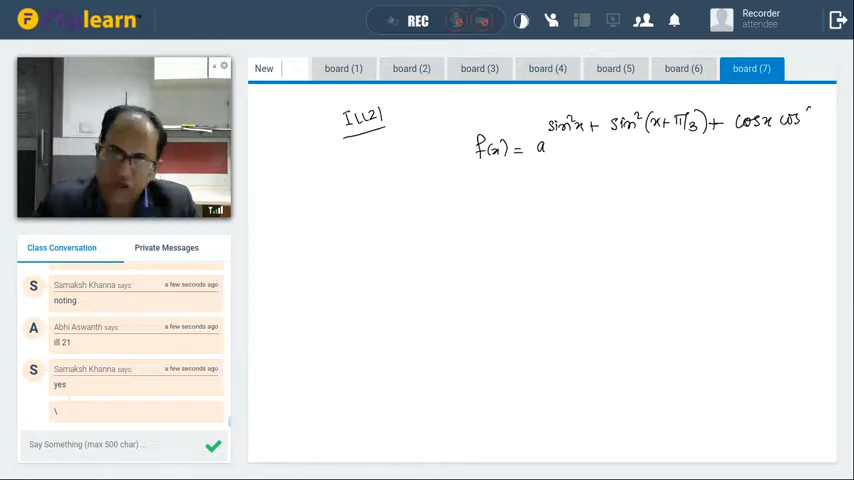 Fliplearn
REC
Recorder
attendee
New
board (1)
board (2)
board (3)
board (4)
board (5)
board (6)
board (7)
Ill 21
f(x) = a^{sin²x + sin²(x+π/3) + cosx cos}
Class Conversation
Private Messages
S
Samaksh Khanna says:
a few seconds ago
noting
A
Abhi Aswanth says:
a few seconds ago
ill 21
S
Samaksh Khanna says:
a few seconds ago
yes
\
Say Something (max 500 char) ...